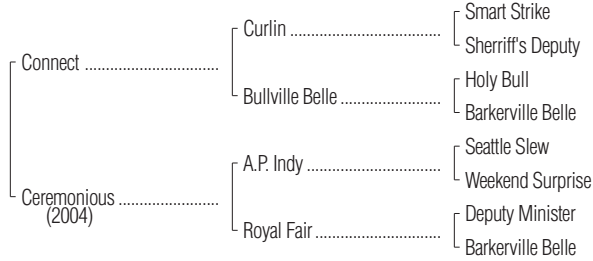 Smart Strike
Curlin ........................................
Sherriff's Deputy
Connect .......................................
Holy Bull
Bullville Belle .............................
Barkerville Belle
Seattle Slew
A.P. Indy .......................................
Weekend Surprise
Ceremonious .............................
(2004)
Deputy Minister
Royal Fair ....................................
Barkerville Belle